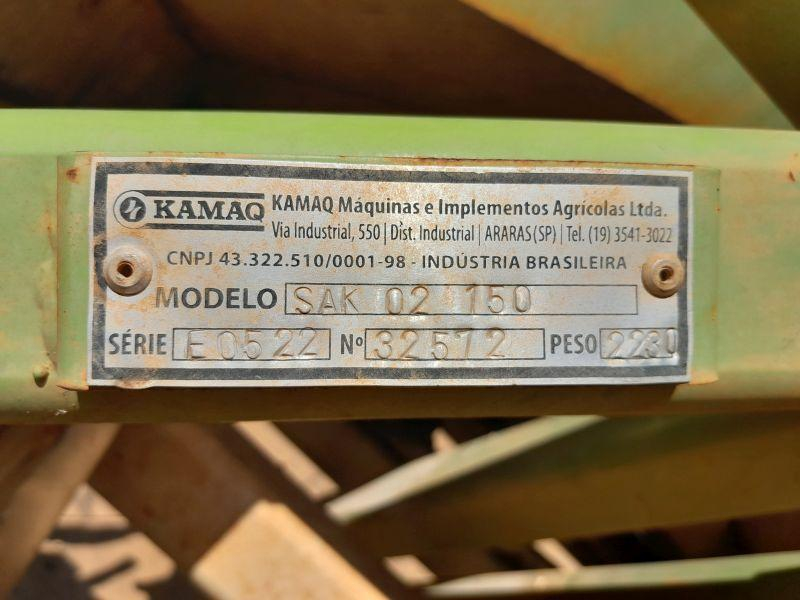 KAMAQ
KAMAQ Máquinas e Implementos Agrícolas Ltda.
Via Industrial, 550 | Dist. Industrial | ARARAS (SP) | Tel. (19) 3541-3022
CNPJ 43.322.510/0001-98 - INDÚSTRIA BRASILEIRA
MODELO SAK 02 150
SÉRIE E0522 Nº 32572 PESO 2230